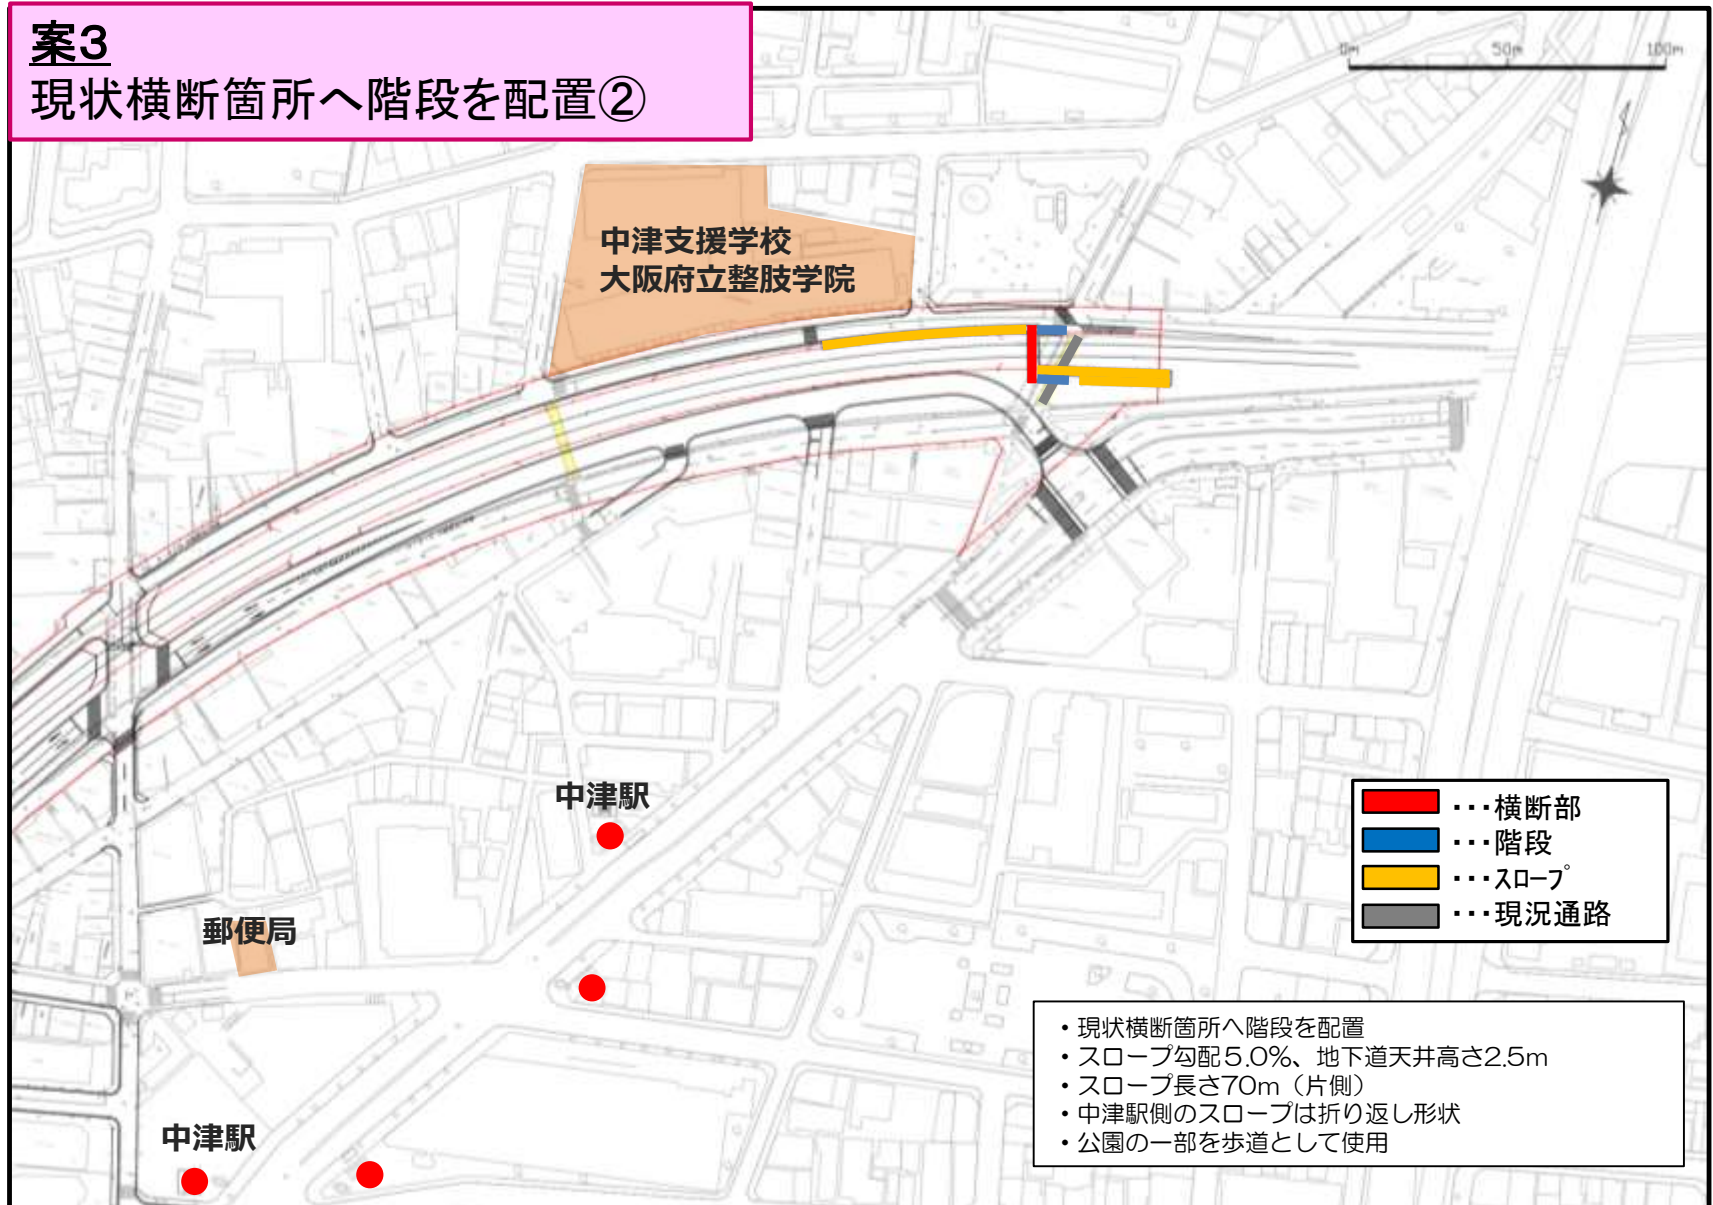 案3
現状横断箇所へ階段を配置②
0m 50m 100m
中津支援学校
大阪府立整肢学院
中津駅
・・・横断部
・・・階段
・・・スロープ
・・・現況通路
郵便局
・現状横断箇所へ階段を配置
・スロープ勾配5.0%、地下道天井高さ2.5m
・スロープ長さ70m（片側）
・中津駅側のスロープは折り返し形状
・公園の一部を歩道として使用
中津駅